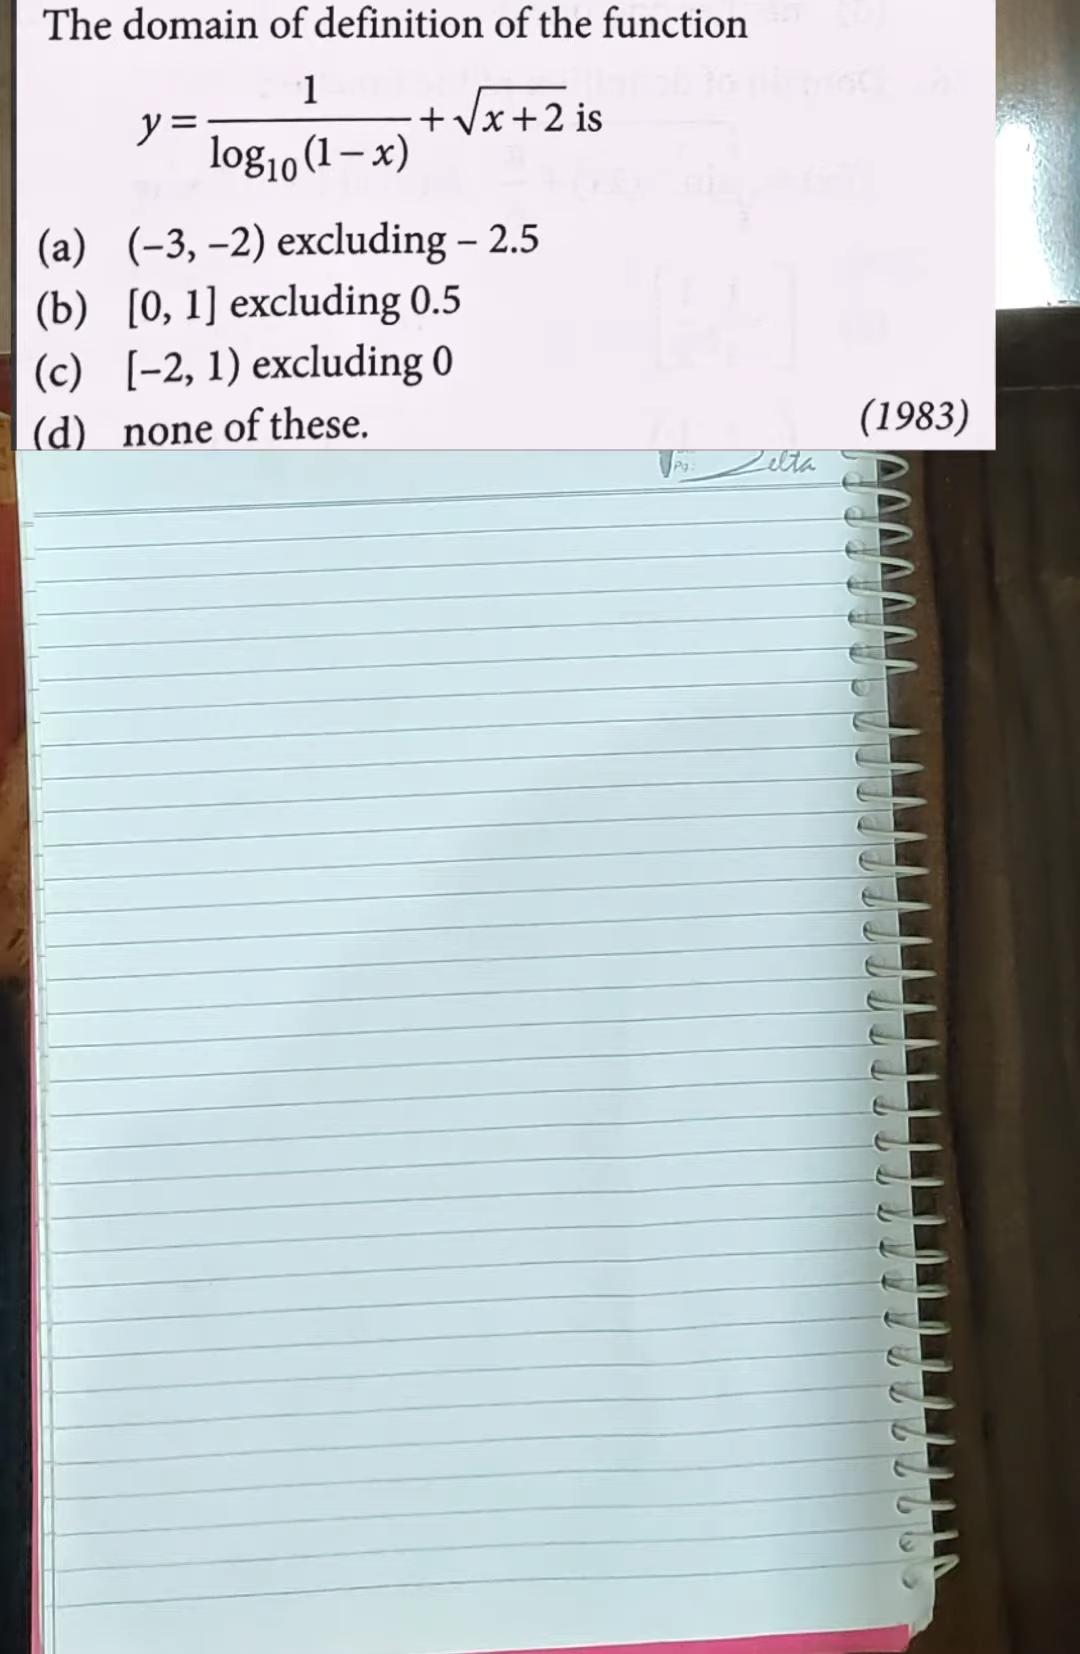 The domain of definition of the function
y = 1/log₁₀(1 – x) + √(x + 2) is
(a) (–3, –2) excluding – 2.5
(b) [0, 1] excluding 0.5
(c) [–2, 1) excluding 0
(d) none of these.
(1983)
Pg:
Delta